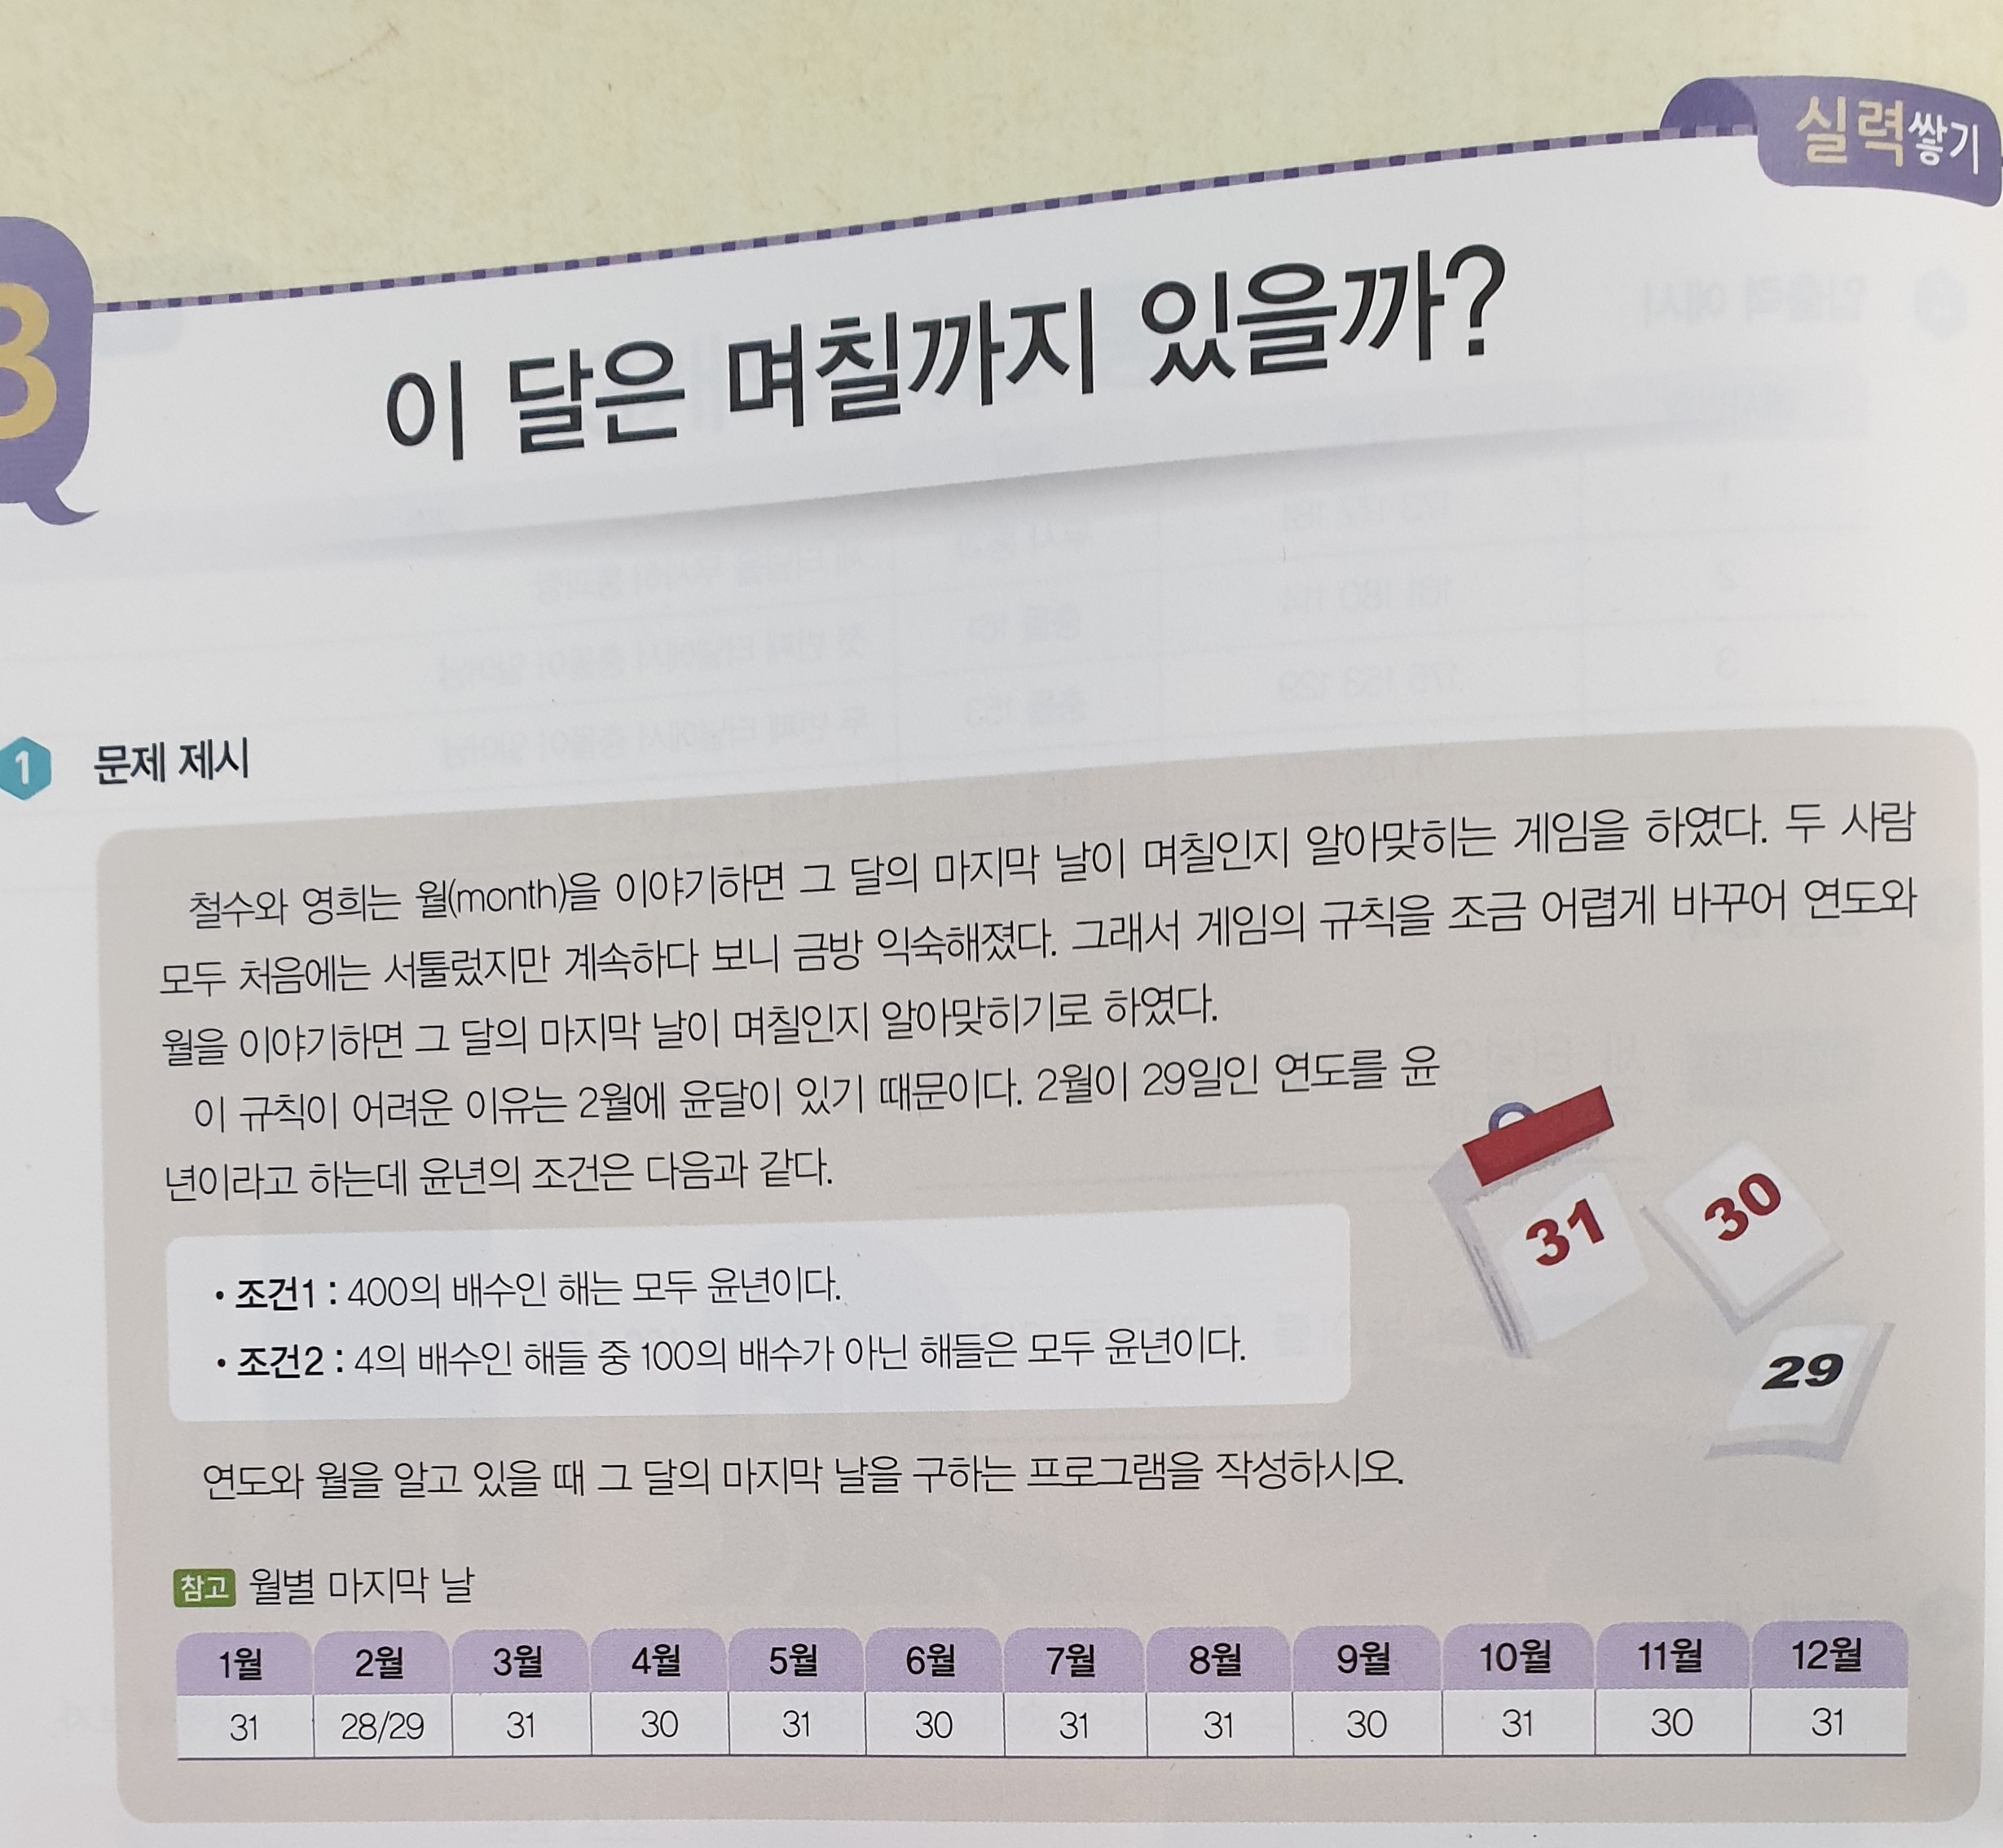 실력쌓기
3
이 달은 며칠까지 있을까?
1 문제 제시
철수와 영희는 월(month)을 이야기하면 그 달의 마지막 날이 며칠인지 알아맞히는 게임을 하였다. 두 사람
모두 처음에는 서툴렀지만 계속하다 보니 금방 익숙해졌다. 그래서 게임의 규칙을 조금 어렵게 바꾸어 연도와
월을 이야기하면 그 달의 마지막 날이 며칠인지 알아맞히기로 하였다.
이 규칙이 어려운 이유는 2월에 윤달이 있기 때문이다. 2월이 29일인 연도를 윤
년이라고 하는데 윤년의 조건은 다음과 같다.
31
30
29
• 조건1 : 400의 배수인 해는 모두 윤년이다.
• 조건2 : 4의 배수인 해들 중 100의 배수가 아닌 해들은 모두 윤년이다.
연도와 월을 알고 있을 때 그 달의 마지막 날을 구하는 프로그램을 작성하시오.
참고 월별 마지막 날
1월 2월 3월 4월 5월 6월 7월 8월 9월 10월 11월 12월
31 28/29 31 30 31 30 31 31 30 31 30 31